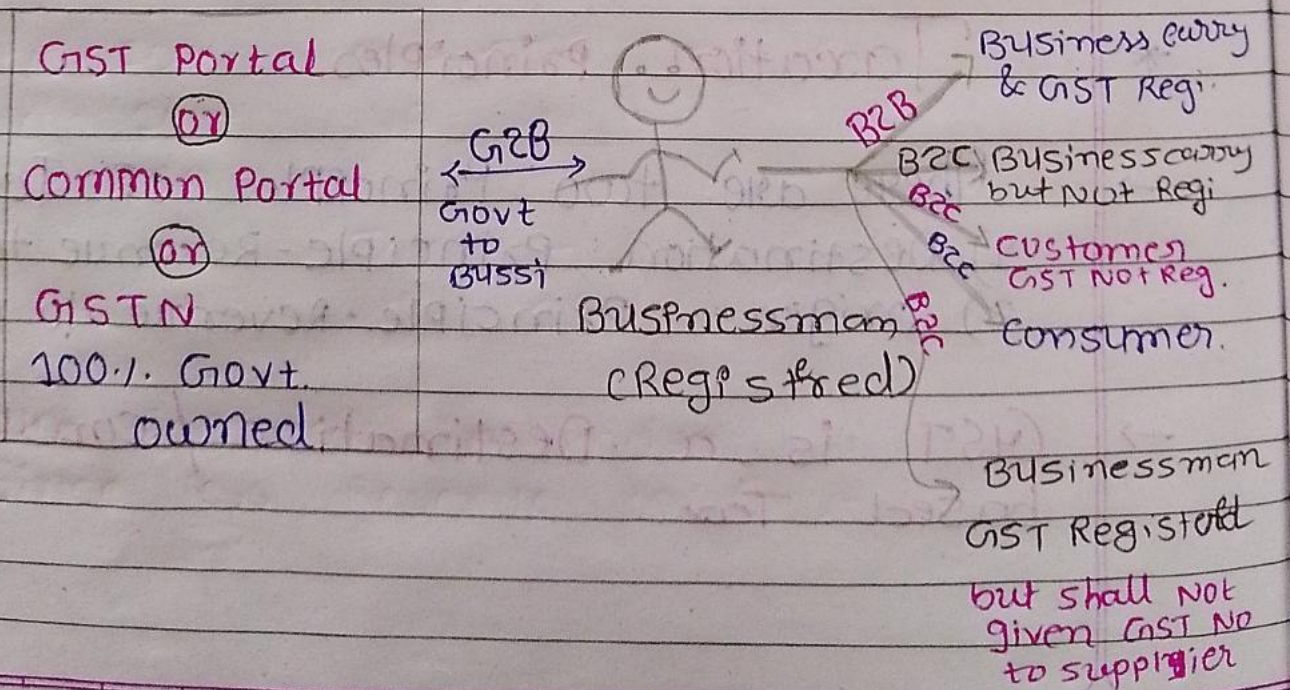 GST Portal
or
Common Portal
or
GSTN
100%. Govt.
owned.
G2B
Govt
to
Bussi
Businessman
(Registered)
B2B
Business carry
& GST Regi.
B2C, Business carry
but Not Regi
B2C
Customer
GST Not Reg.
B2C
Consumer.
B2C
Businessman
GST Registerd
but shall Not
given GST No
to supplier